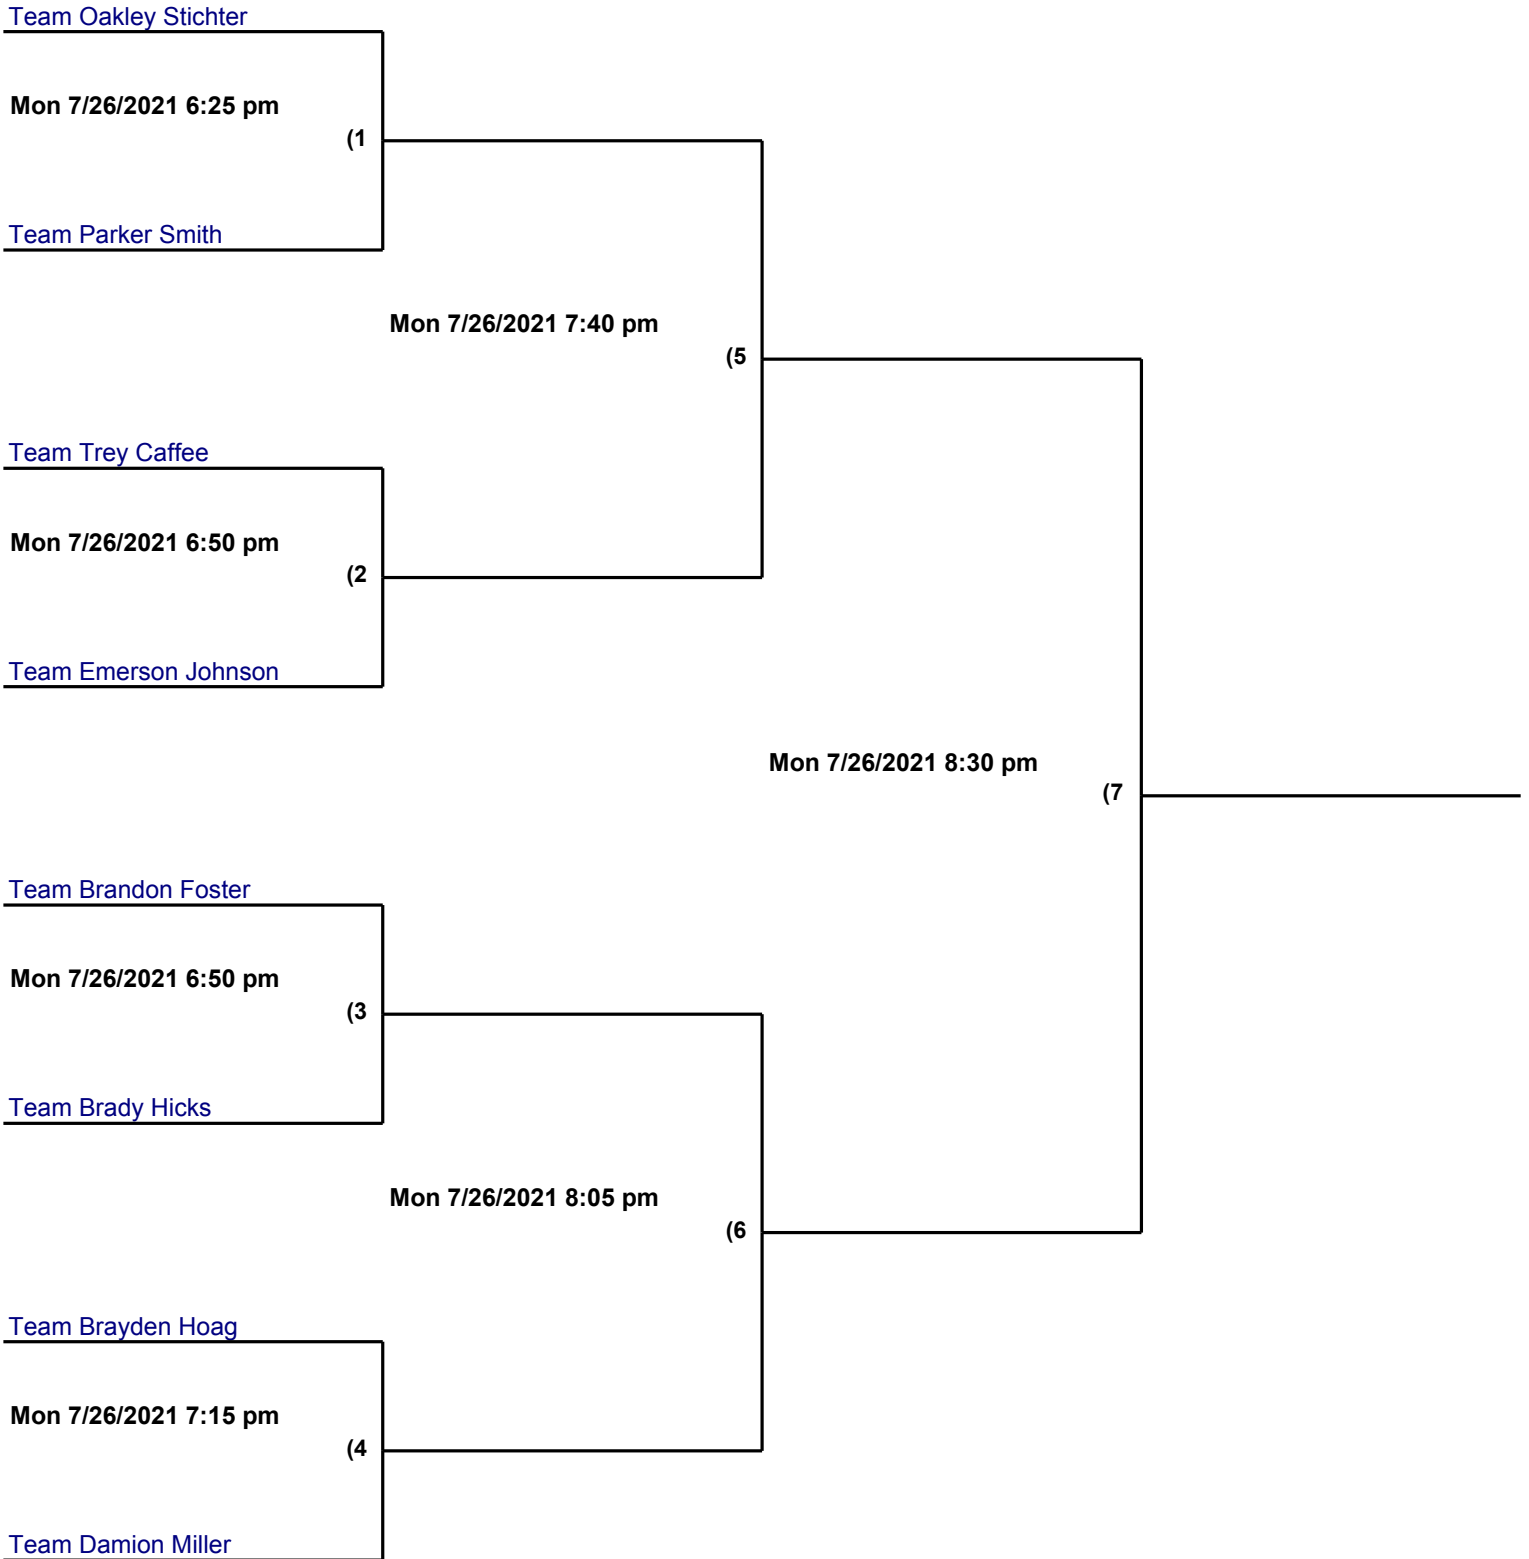 Team Oakley Stichter
Mon 7/26/2021 6:25 pm
(1
Team Parker Smith
Mon 7/26/2021 7:40 pm
(5
Team Trey Caffee
Mon 7/26/2021 6:50 pm
(2
Team Emerson Johnson
Mon 7/26/2021 8:30 pm
(7
Team Brandon Foster
Mon 7/26/2021 6:50 pm
(3
Team Brady Hicks
Mon 7/26/2021 8:05 pm
(6
Team Brayden Hoag
Mon 7/26/2021 7:15 pm
(4
Team Damion Miller